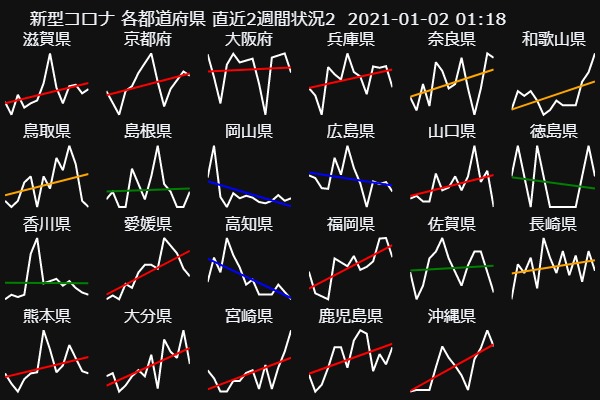 新型コロナ 各都道府県 直近2週間状況2 2021-01-02 01:18
滋賀県 京都府 大阪府 兵庫県 奈良県 和歌山県
鳥取県 島根県 岡山県 広島県 山口県 徳島県
香川県 愛媛県 高知県 福岡県 佐賀県 長崎県
熊本県 大分県 宮崎県 鹿児島県 沖縄県